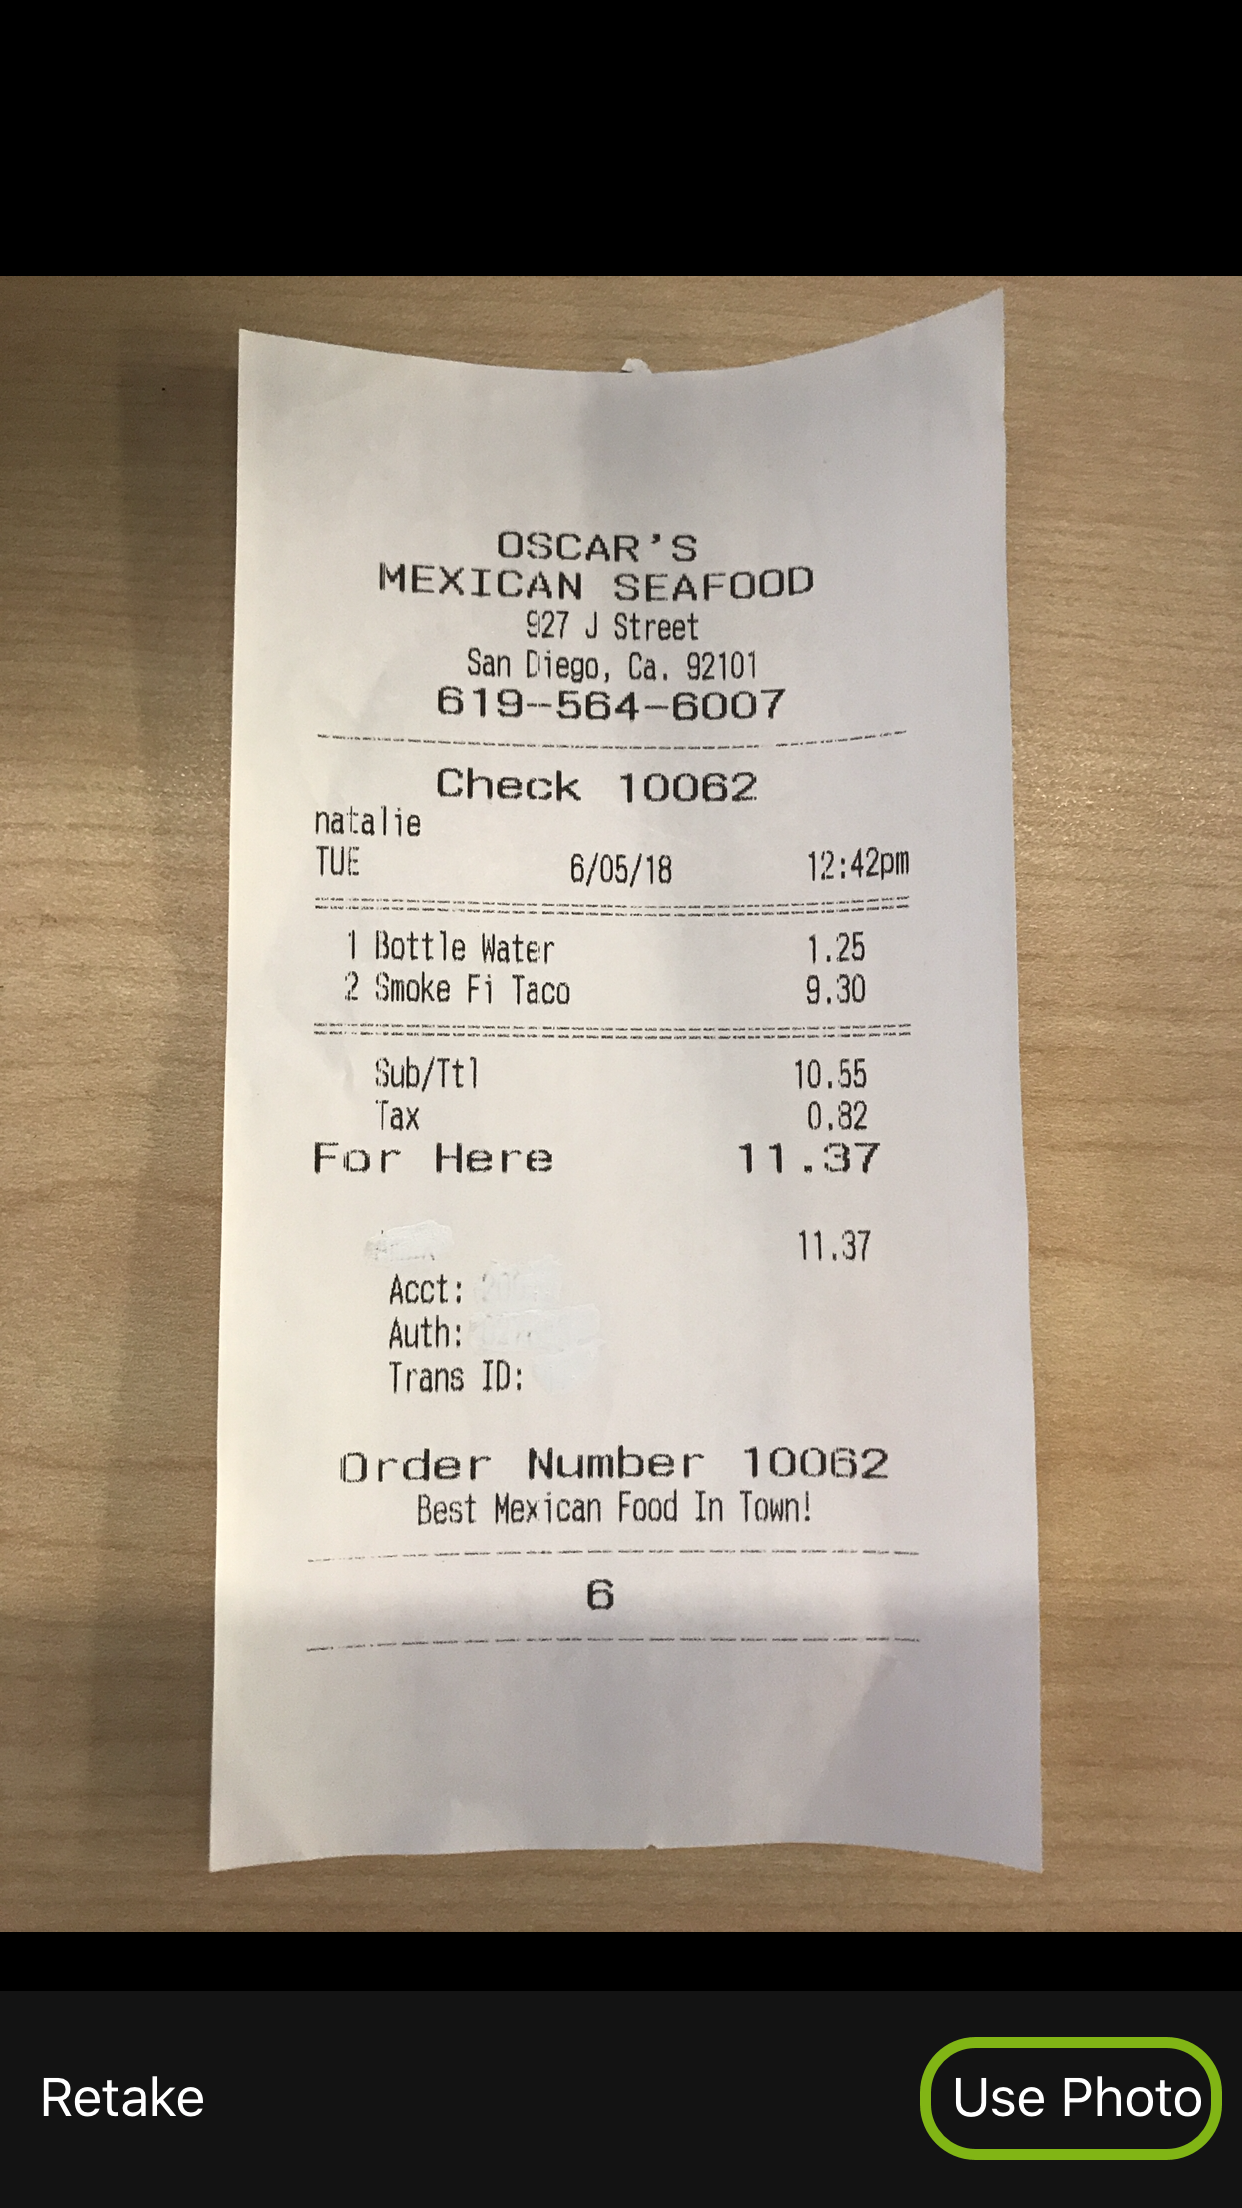 OSCAR'S
MEXICAN SEAFOOD
927 J Street
San Diego, Ca. 92101
619-564-6007
Check 10062
natalie
TUE 6/05/18 12:42pm
1 Bottle Water 1.25
2 Smoke Fi Taco 9.30
Sub/Ttl 10.55
Tax 0.82
For Here 11.37
11.37
Acct:
Auth:
Trans ID:
Order Number 10062
Best Mexican Food In Town!
6
Retake Use Photo